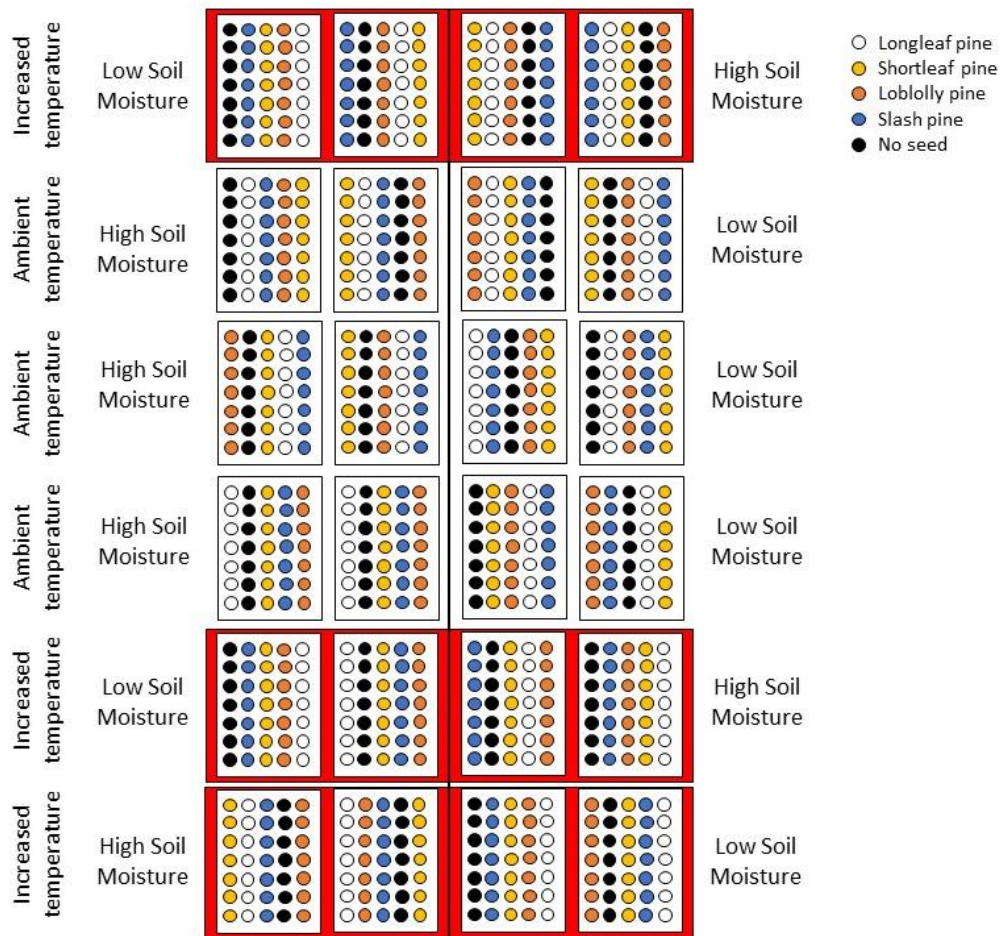 Increased
temperature
Low Soil
Moisture
High Soil
Moisture
Longleaf pine
Shortleaf pine
Loblolly pine
Slash pine
No seed
Ambient
temperature
High Soil
Moisture
Low Soil
Moisture
Ambient
temperature
High Soil
Moisture
Low Soil
Moisture
Ambient
temperature
High Soil
Moisture
Low Soil
Moisture
Increased
temperature
Low Soil
Moisture
High Soil
Moisture
Increased
temperature
High Soil
Moisture
Low Soil
Moisture